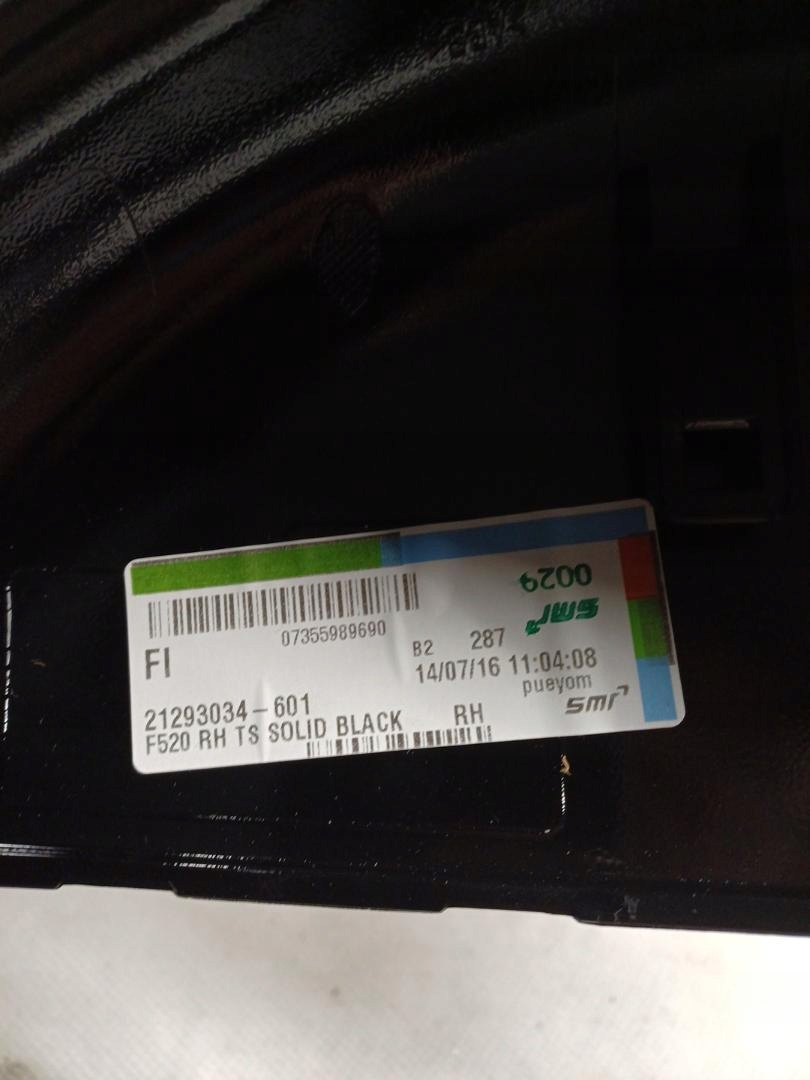 0029
smr
07355989690
FI
B2 287
14/07/16 11:04:08
pueyom
smr
21293034-601
F520 RH TS SOLID BLACK RH